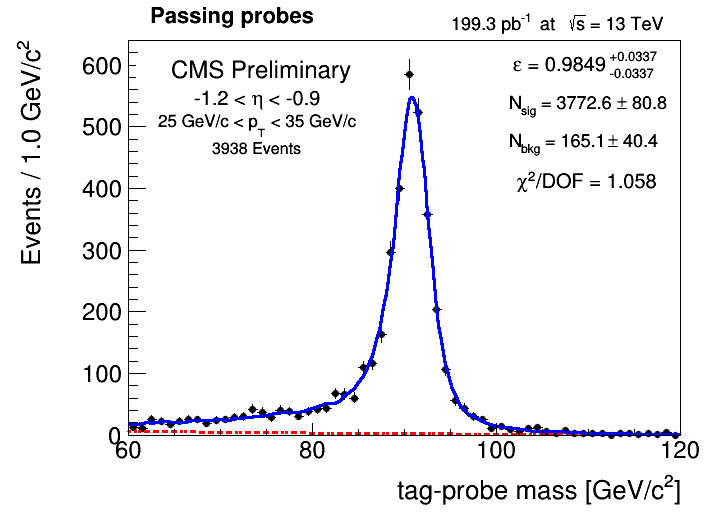 Passing probes
199.3 pb⁻¹ at √s = 13 TeV
CMS Preliminary
-1.2 < η < -0.9
25 GeV/c < p_T < 35 GeV/c
3938 Events
ε = 0.9849 +0.0337 -0.0337
N_sig = 3772.6 ± 80.8
N_bkg = 165.1 ± 40.4
χ²/DOF = 1.058
Events / 1.0 GeV/c²
600
500
400
300
200
100
0
60 80 100 120
tag-probe mass [GeV/c²]